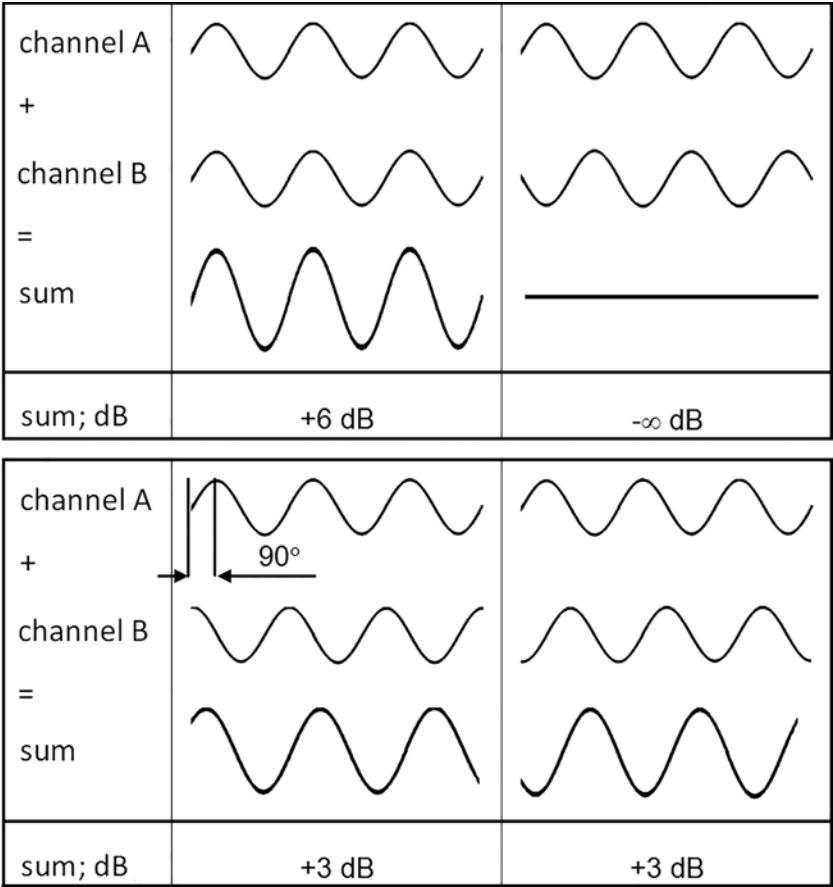 channel A
+
channel B
=
sum
sum; dB +6 dB -∞ dB
channel A
90°
+
channel B
=
sum
sum; dB +3 dB +3 dB